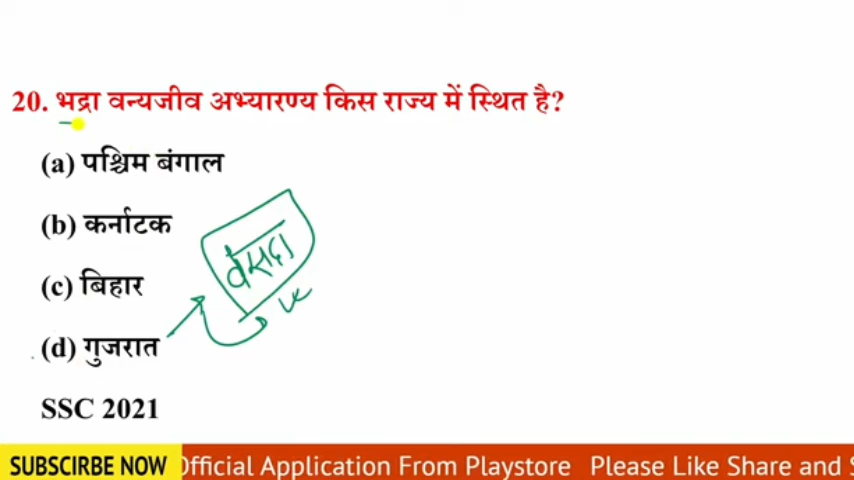 20. भद्रा वन्यजीव अभ्यारण्य किस राज्य में स्थित है?
(a) पश्चिम बंगाल
(b) कर्नाटक
(c) बिहार
(d) गुजरात
SSC 2021
SUBSCIRBE NOW
Official Application From Playstore Please Like Share and S